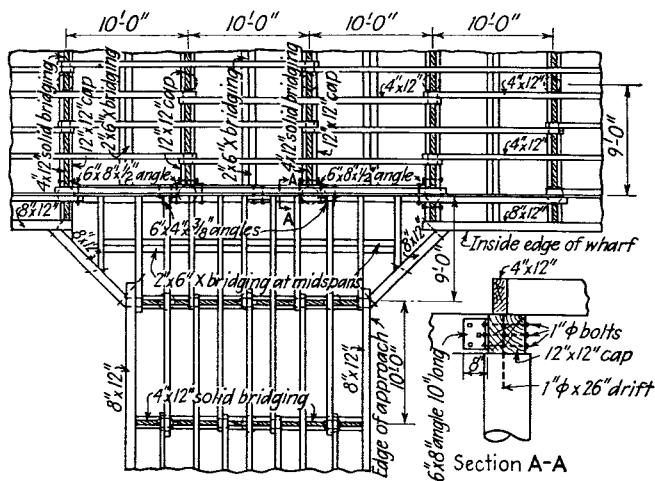 10'-0" 10'-0" 10'-0" 10'-0"
4"x12" solid bridging
12"x12" cap
2"x6" X bridging
12"x12" cap
2"x6" X bridging
4"x12" solid bridging
12"x12" cap
4"x12"
4"x12"
4"x12"
9'-0"
6"x8"x½" angle
A
6"x8"x½" angle
8"x12"
A
8"x12"
6"x4"x⅜" angles
8"x12"
8"x12"
Inside edge of wharf
9'-0"
2"x6" X bridging at midspans
4"x12"
8"x12"
8"x12"
Edge of approach
10'-0"
4"x12" solid bridging
6"x8" angle 10" long
8"
1"ϕ bolts
12"x12" cap
1"ϕ x 26" drift
Section A-A